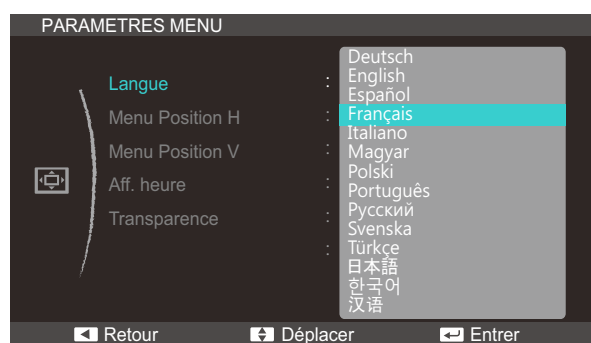 PARAMETRES MENU
Langue :
Menu Position H :
Menu Position V :
Aff. heure :
Transparence :
:
Deutsch
English
Español
Français
Italiano
Magyar
Polski
Português
Русский
Svenska
Türkçe
日本語
한국어
汉语
Retour Déplacer Entrer